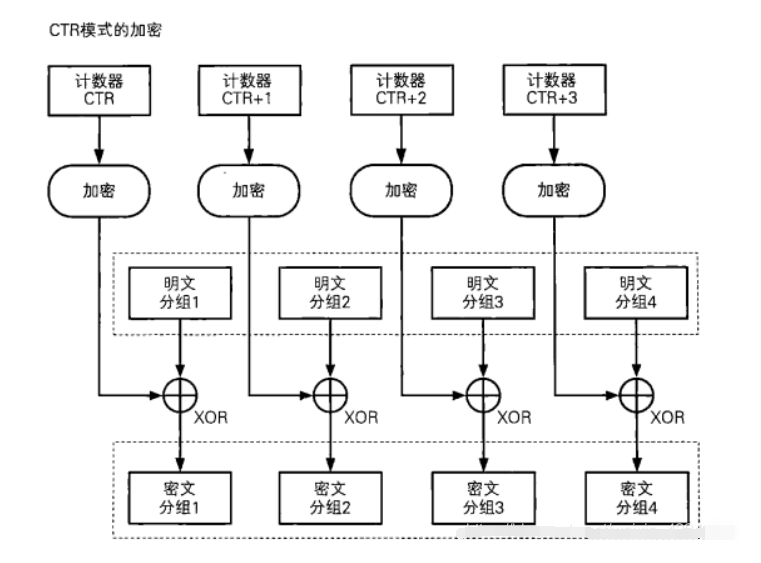 CTR模式的加密
计数器
CTR
计数器
CTR+1
计数器
CTR+2
计数器
CTR+3
加密
加密
加密
加密
明文
分组1
明文
分组2
明文
分组3
明文
分组4
XOR
XOR
XOR
XOR
密文
分组1
密文
分组2
密文
分组3
密文
分组4